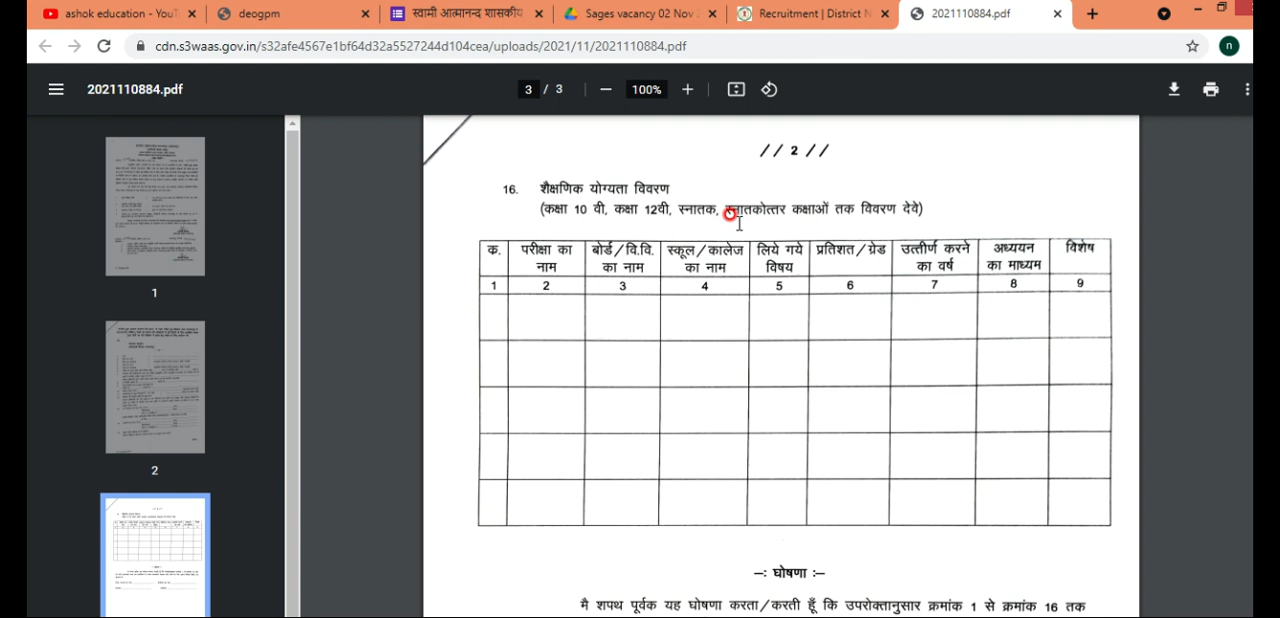 ashok education - YouT
deogpm
स्वामी आत्मानन्द शासकीय
Sages vacancy 02 Nov
Recruitment | District N
2021110884.pdf
cdn.s3waas.gov.in/s32afe4567e1bf64d32a5527244d104cea/uploads/2021/11/2021110884.pdf
n
2021110884.pdf
3 / 3
100%
1
2
// 2 //
16. शैक्षणिक योग्यता विवरण
(कक्षा 10 वी, कक्षा 12वी, स्नातक, स्नातकोत्तर कक्षाओं तक विवरण देवे)
क. परीक्षा का नाम बोर्ड/वि.वि. का नाम स्कूल/कालेज का नाम लिये गये विषय प्रतिशत/ग्रेड उत्तीर्ण करने का वर्ष अध्ययन का माध्यम विशेष
1 2 3 4 5 6 7 8 9
–: घोषणा :–
मै शपथ पूर्वक यह घोषणा करता/करती हूँ कि उपरोक्तानुसार क्रमांक 1 से क्रमांक 16 तक